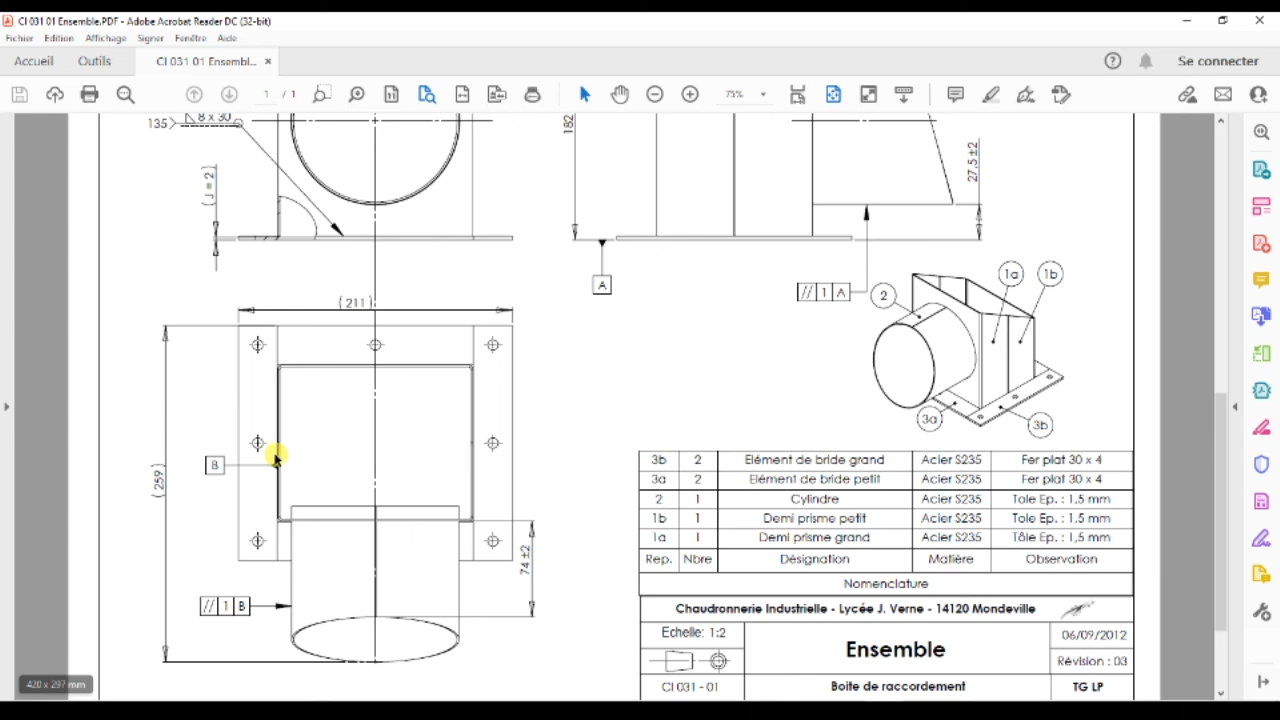 CI 031 01 Ensemble.PDF - Adobe Acrobat Reader DC (32-bit)
Fichier Edition Affichage Signer Fenêtre Aide
Accueil Outils CI 031 01 Ensembl... × Se connecter
1 / 1 75%
135 8 x 30
182
27,5 ±2
( J = 2 )
A
// 1 A
2 1a 1b
( 211 )
3a 3b
B
( 259 )
74 ±2
// 1 B
3b 2 Elément de bride grand Acier S235 Fer plat 30 x 4
3a 2 Elément de bride petit Acier S235 Fer plat 30 x 4
2 1 Cylindre Acier S235 Tole Ep. : 1,5 mm
1b 1 Demi prisme petit Acier S235 Tole Ep. : 1,5 mm
1a 1 Demi prisme grand Acier S235 Tôle Ep. : 1,5 mm
Rep. Nbre Désignation Matière Observation
Nomenclature
Chaudronnerie Industrielle - Lycée J. Verne - 14120 Mondeville
Echelle: 1:2 Ensemble 06/09/2012
Révision : 03
CI 031 - 01 Boite de raccordement TG LP
420 x 297 mm